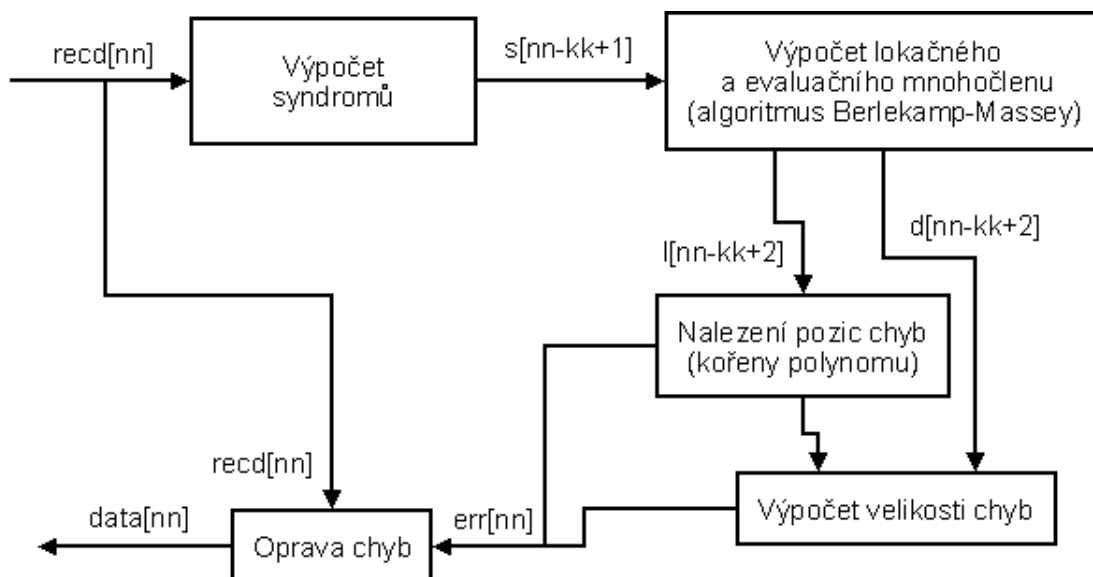 recd[nn]
Výpočet
syndromů
s[nn-kk+1]
Výpočet lokačného
a evaluačního mnohočlenu
(algoritmus Berlekamp-Massey)
l[nn-kk+2]
d[nn-kk+2]
Nalezení pozic chyb
(kořeny polynomu)
recd[nn]
Výpočet velikosti chyb
data[nn]
Oprava chyb
err[nn]